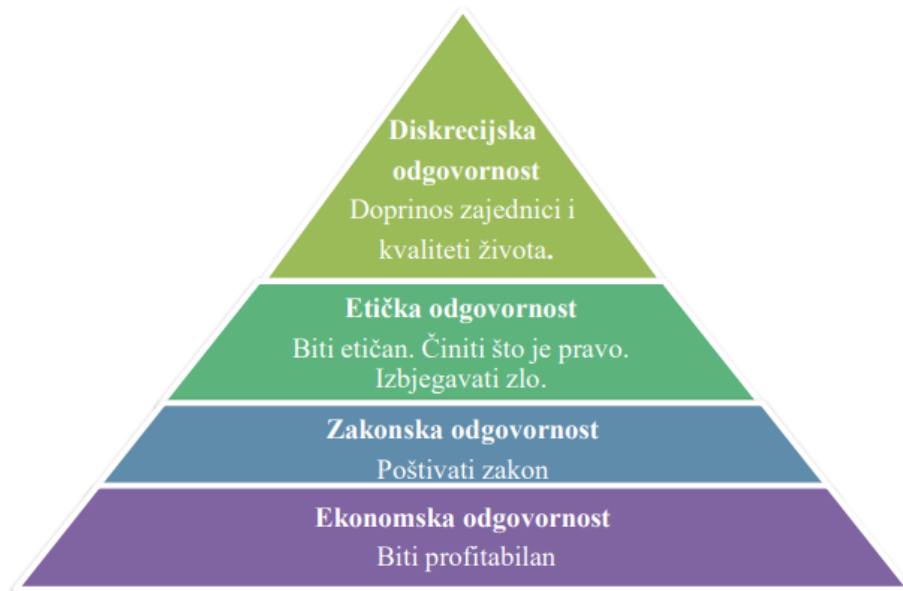 Diskrecijska
odgovornost
Doprinos zajednici i
kvaliteti života.
Etička odgovornost
Biti etičan. Činiti što je pravo.
Izbjegavati zlo.
Zakonska odgovornost
Poštivati zakon
Ekonomska odgovornost
Biti profitabilan